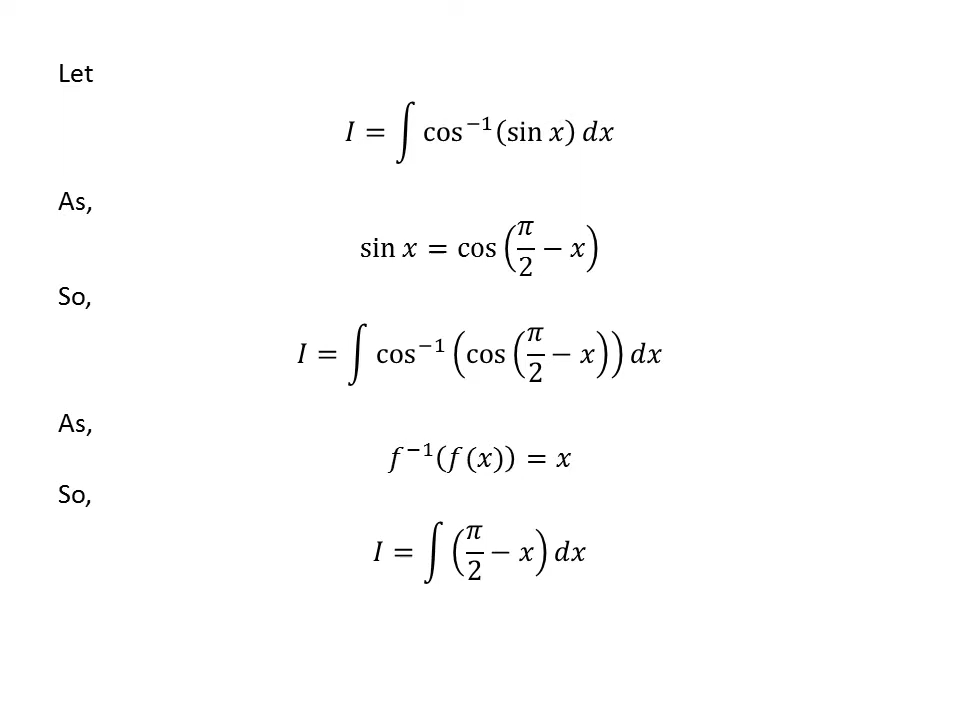 Let
𝐼 = ∫ cos⁻¹(sin 𝑥) 𝑑𝑥
As,
sin 𝑥 = cos (𝜋/2 − 𝑥)
So,
𝐼 = ∫ cos⁻¹ (cos (𝜋/2 − 𝑥)) 𝑑𝑥
As,
𝑓⁻¹(𝑓(𝑥)) = 𝑥
So,
𝐼 = ∫ (𝜋/2 − 𝑥) 𝑑𝑥